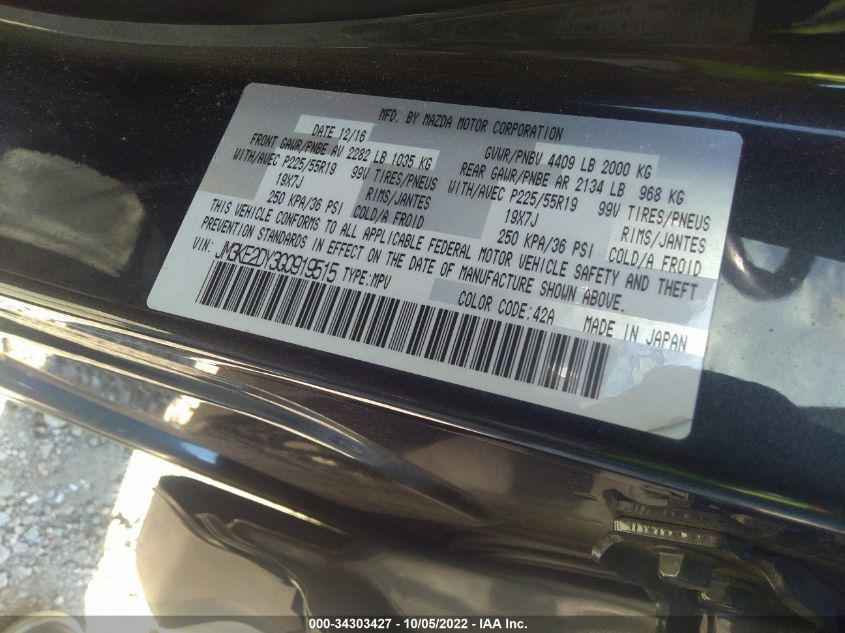 MFD. BY MAZDA MOTOR CORPORATION
DATE 12/16
GVWR/PNBV 4409 LB 2000 KG
FRONT GAWR/PNBE AV 2282 LB 1035 KG
REAR GAWR/PNBE AR 2134 LB 968 KG
WITH/AVEC P225/55R19 99V TIRES/PNEUS
WITH/AVEC P225/55R19 99V TIRES/PNEUS
19X7J RIMS/JANTES
19X7J RIMS/JANTES
250 KPA/36 PSI COLD/A FROID
250 KPA/36 PSI COLD/A FROID
THIS VEHICLE CONFORMS TO ALL APPLICABLE FEDERAL MOTOR VEHICLE SAFETY AND THEFT
PREVENTION STANDARDS IN EFFECT ON THE DATE OF MANUFACTURE SHOWN ABOVE.
VIN: JM3KE2DY3G0919515 TYPE:MPV
COLOR CODE:42A MADE IN JAPAN
000-34303427 - 10/05/2022 - IAA Inc.